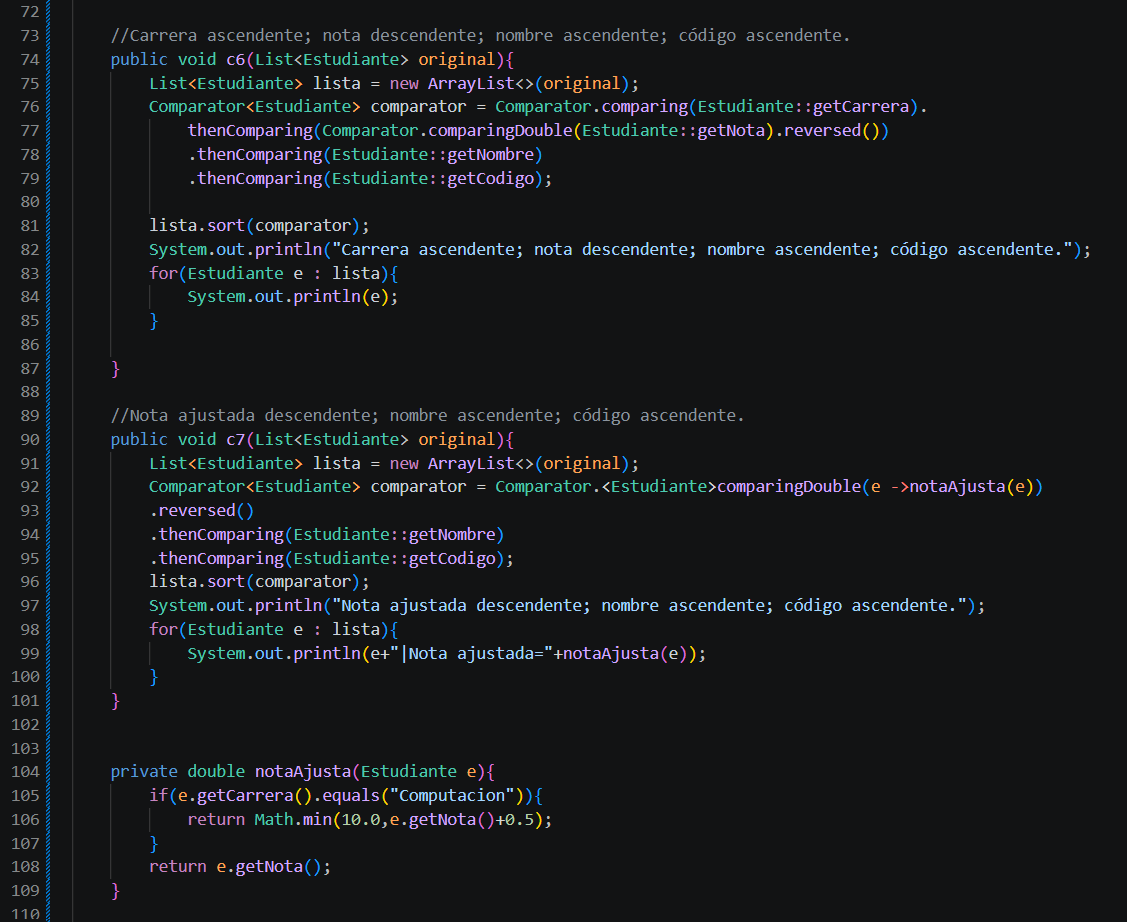 72
73 //Carrera ascendente; nota descendente; nombre ascendente; código ascendente.
74 public void c6(List<Estudiante> original){
75 List<Estudiante> lista = new ArrayList<>(original);
76 Comparator<Estudiante> comparator = Comparator.comparing(Estudiante::getCarrera).
77 thenComparing(Comparator.comparingDouble(Estudiante::getNota).reversed())
78 .thenComparing(Estudiante::getNombre)
79 .thenComparing(Estudiante::getCodigo);
80
81 lista.sort(comparator);
82 System.out.println("Carrera ascendente; nota descendente; nombre ascendente; código ascendente.");
83 for(Estudiante e : lista){
84 System.out.println(e);
85 }
86
87 }
88
89 //Nota ajustada descendente; nombre ascendente; código ascendente.
90 public void c7(List<Estudiante> original){
91 List<Estudiante> lista = new ArrayList<>(original);
92 Comparator<Estudiante> comparator = Comparator.<Estudiante>comparingDouble(e ->notaAjusta(e))
93 .reversed()
94 .thenComparing(Estudiante::getNombre)
95 .thenComparing(Estudiante::getCodigo);
96 lista.sort(comparator);
97 System.out.println("Nota ajustada descendente; nombre ascendente; código ascendente.");
98 for(Estudiante e : lista){
99 System.out.println(e+"|Nota ajustada="+notaAjusta(e));
100 }
101 }
102
103
104 private double notaAjusta(Estudiante e){
105 if(e.getCarrera().equals("Computacion")){
106 return Math.min(10.0,e.getNota()+0.5);
107 }
108 return e.getNota();
109 }
110